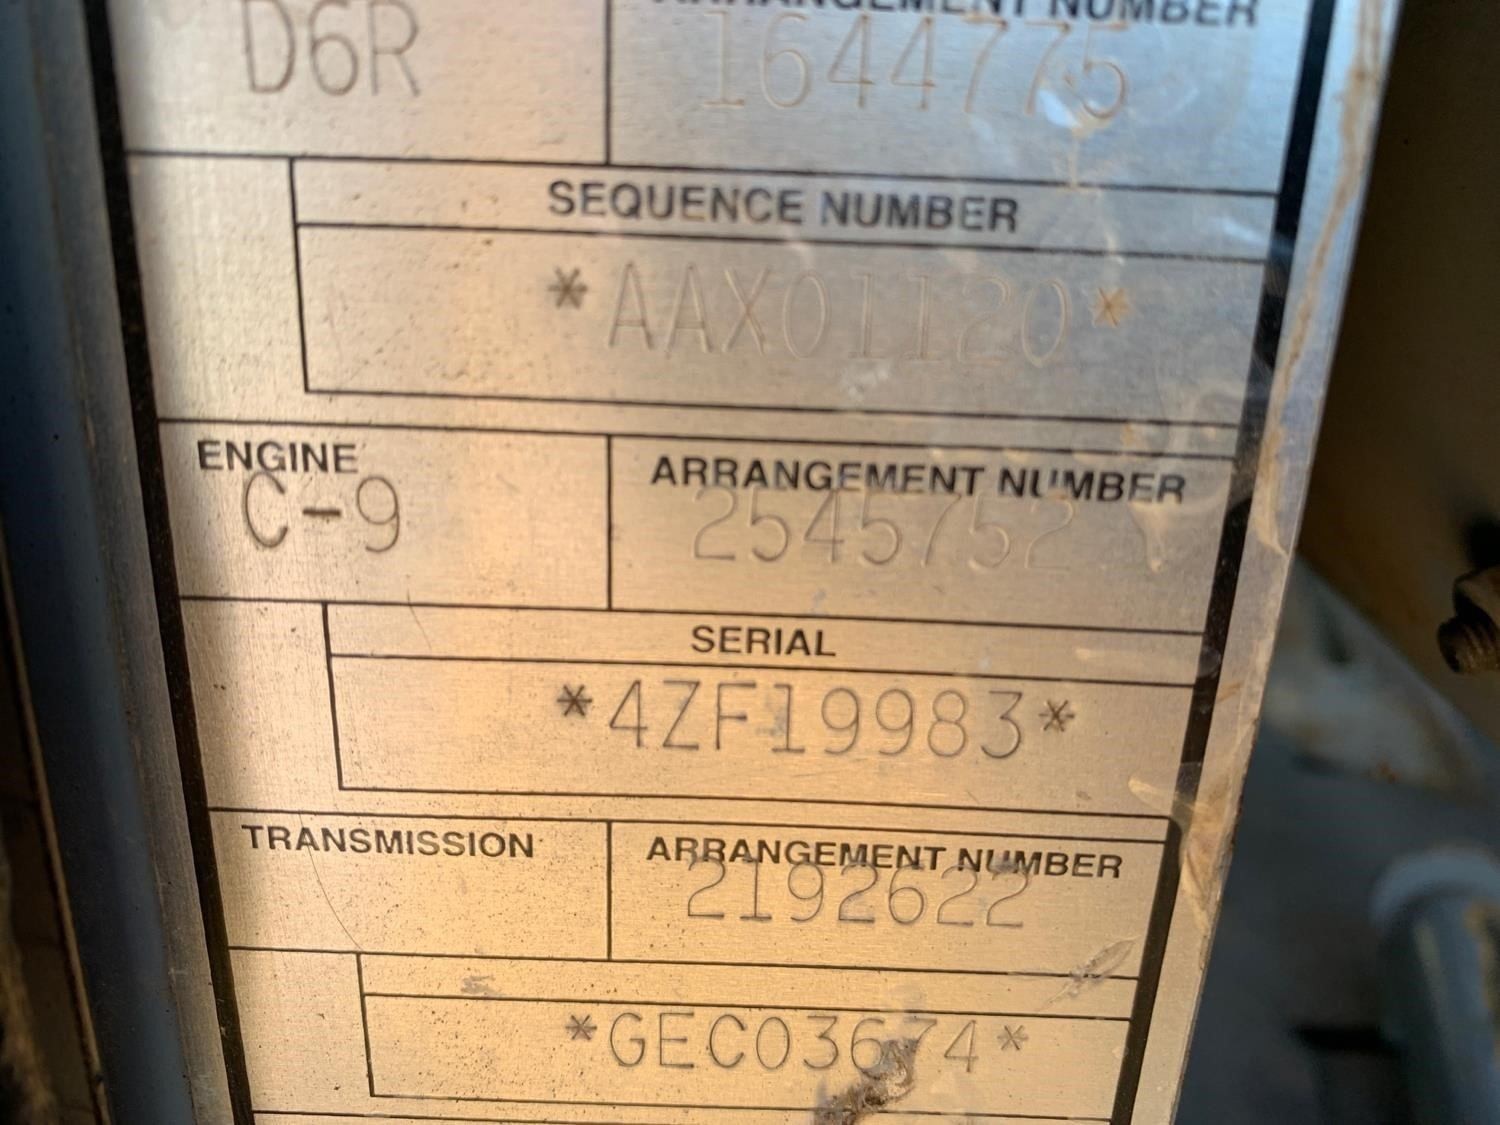 ARRANGEMENT NUMBER
D6R 1644775
SEQUENCE NUMBER
*AAX01120*
ENGINE ARRANGEMENT NUMBER
C-9 2545752
SERIAL
*4ZF19983*
TRANSMISSION ARRANGEMENT NUMBER
2192622
*GEC03674*